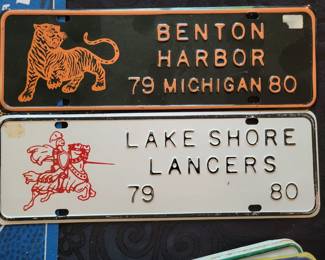 BENTON
HARBOR
79 MICHIGAN 80
LAKE SHORE
LANCERS
79 80